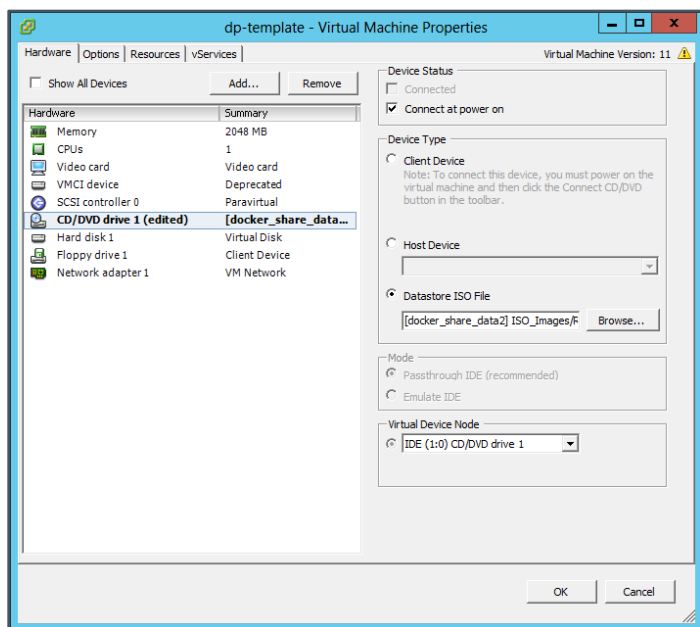 dp-template - Virtual Machine Properties
Hardware Options Resources vServices Virtual Machine Version: 11
Show All Devices Add... Remove
Hardware Summary
Memory 2048 MB
CPUs 1
Video card Video card
VMCI device Deprecated
SCSI controller 0 Paravirtual
CD/DVD drive 1 (edited) [docker_share_data...
Hard disk 1 Virtual Disk
Floppy drive 1 Client Device
Network adapter 1 VM Network
Device Status
Connected
Connect at power on
Device Type
Client Device
Note: To connect this device, you must power on the
virtual machine and then click the Connect CD/DVD
button in the toolbar.
Host Device
Datastore ISO File
[docker_share_data2] ISO_Images/R Browse...
Mode
Passthrough IDE (recommended)
Emulate IDE
Virtual Device Node
IDE (1:0) CD/DVD drive 1
OK Cancel